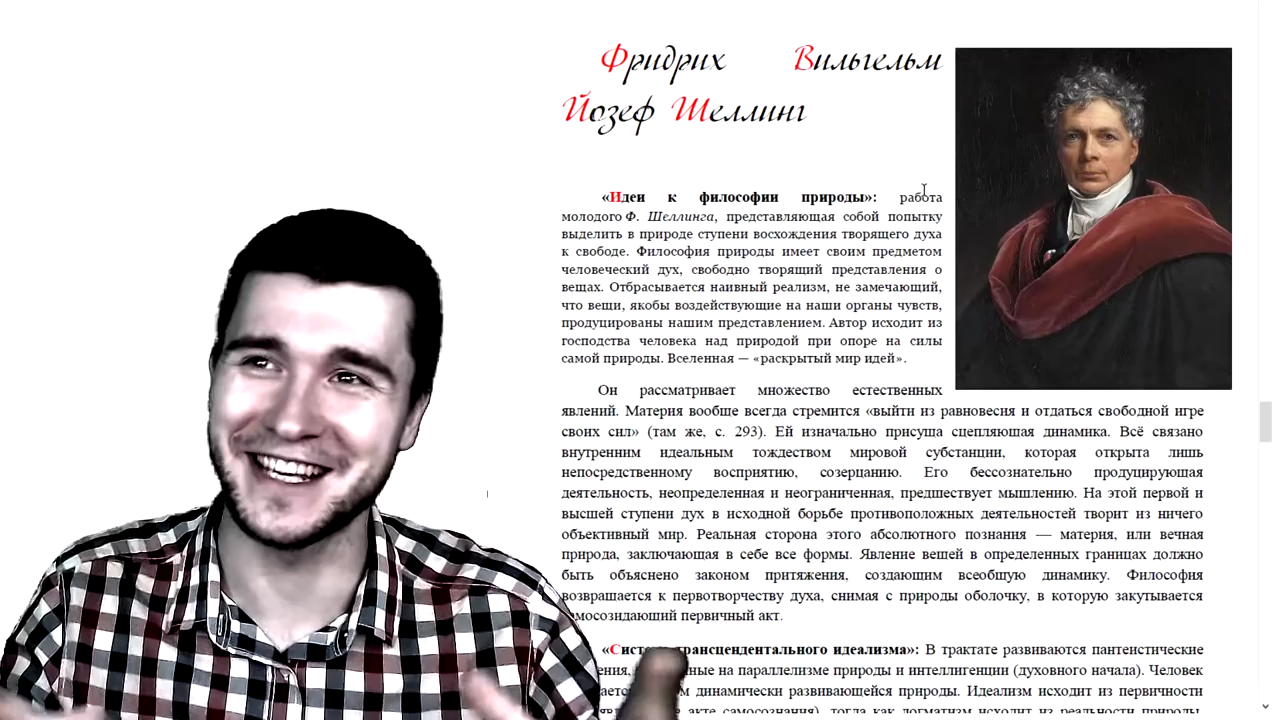 Фридрих Вильгельм
Йозеф Шеллинг
«Идеи к философии природы»: работа
молодого Ф. Шеллинга, представляющая собой попытку
выделить в природе ступени восхождения творящего духа
к свободе. Философия природы имеет своим предметом
человеческий дух, свободно творящий представления о
вещах. Отбрасывается наивный реализм, не замечающий,
что вещи, якобы воздействующие на наши органы чувств,
продуцированы нашим представлением. Автор исходит из
господства человека над природой при опоре на силы
самой природы. Вселенная — «раскрытый мир идей».
Он рассматривает множество естественных
явлений. Материя вообще всегда стремится «выйти из равновесия и отдаться свободной игре
своих сил» (там же, с. 293). Ей изначально присуща сцепляющая динамика. Всё связано
внутренним идеальным тождеством мировой субстанции, которая открыта лишь
непосредственному восприятию, созерцанию. Его бессознательно продуцирующая
деятельность, неопределенная и неограниченная, предшествует мышлению. На этой первой и
высшей ступени дух в исходной борьбе противоположных деятельностей творит из ничего
объективный мир. Реальная сторона этого абсолютного познания — материя, или вечная
природа, заключающая в себе все формы. Явление вещей в определенных границах должно
быть объяснено законом притяжения, создающим всеобщую динамику. Философия
возвращается к первотворчеству духа, снимая с природы оболочку, в которую закутывается
самосозидающий первичный акт.
трансцендентального идеализма»: В трактате развиваются пантеистические
на параллелизме природы и интеллигенции (духовного начала). Человек
динамически развивающейся природы. Идеализм исходит из первичности
акте самосознания), тогда как догматизм исходит из реальности природы,